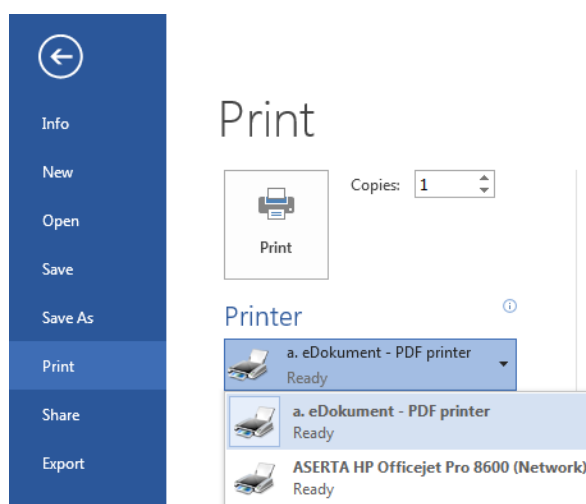 Info
New
Open
Save
Save As
Print
Share
Export
Print
Copies: 1
Print
Printer
a. eDokument - PDF printer
Ready
a. eDokument - PDF printer
Ready
ASERTA HP Officejet Pro 8600 (Network)
Ready